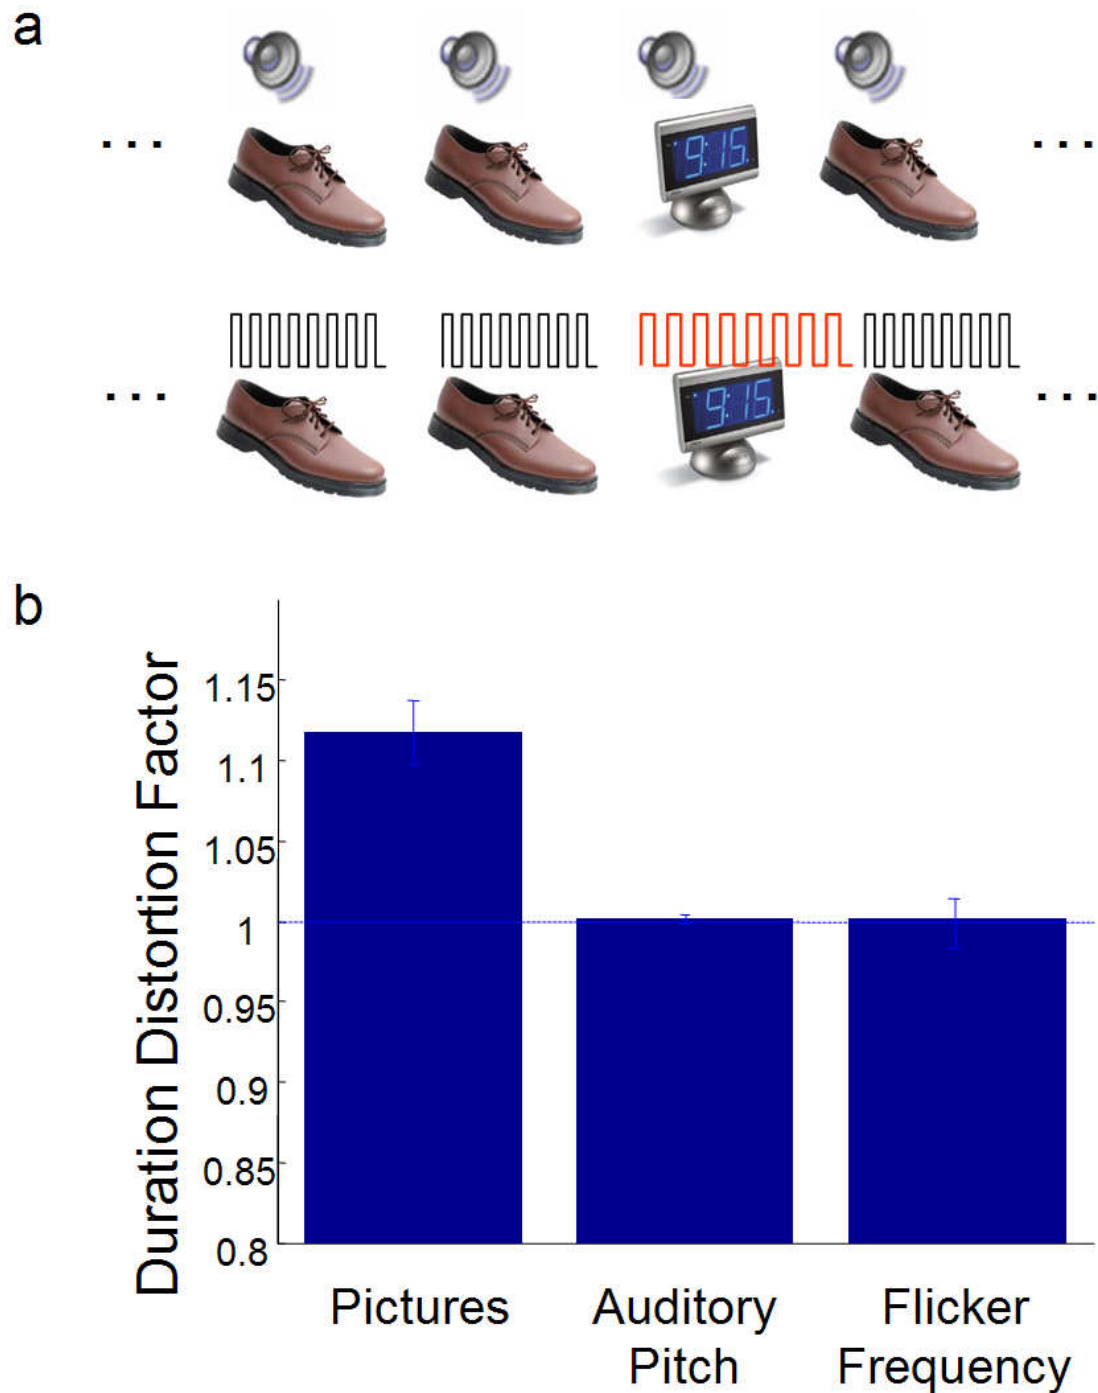 a
... ...
9:15
... ...
9:15
b
Duration Distortion Factor
1.15
1.1
1.05
1
0.95
0.9
0.85
0.8
Pictures Auditory Flicker
Pitch Frequency